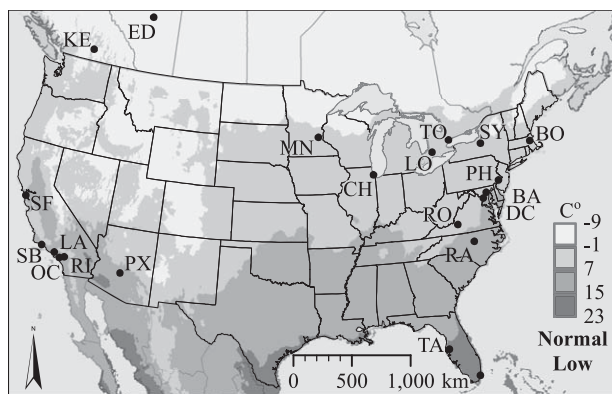 ED
KE
MN
TO
SY
BO
LO
CH
PH
BA
DC
RO
RA
SF
SB
LA
OC
RI
PX
TA
N
0 500 1,000 km
C°
-9
-1
7
15
23
Normal
Low